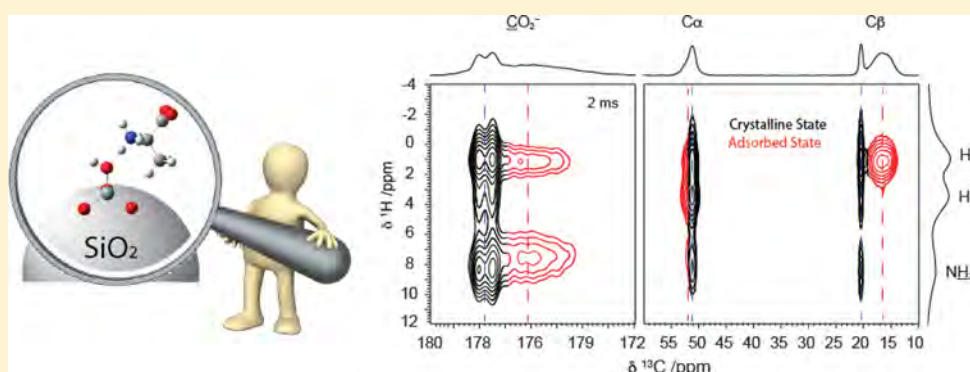 CO₂⁻ Cα Cβ
-4
-2
0
2
4
6
8
10
12
2 ms
Crystalline State
Adsorbed State
H
H
NH
δ ¹H /ppm
SiO₂
180 178 176 179 172 55 50 45 40 35 30 25 20 15 10
δ ¹³C /ppm